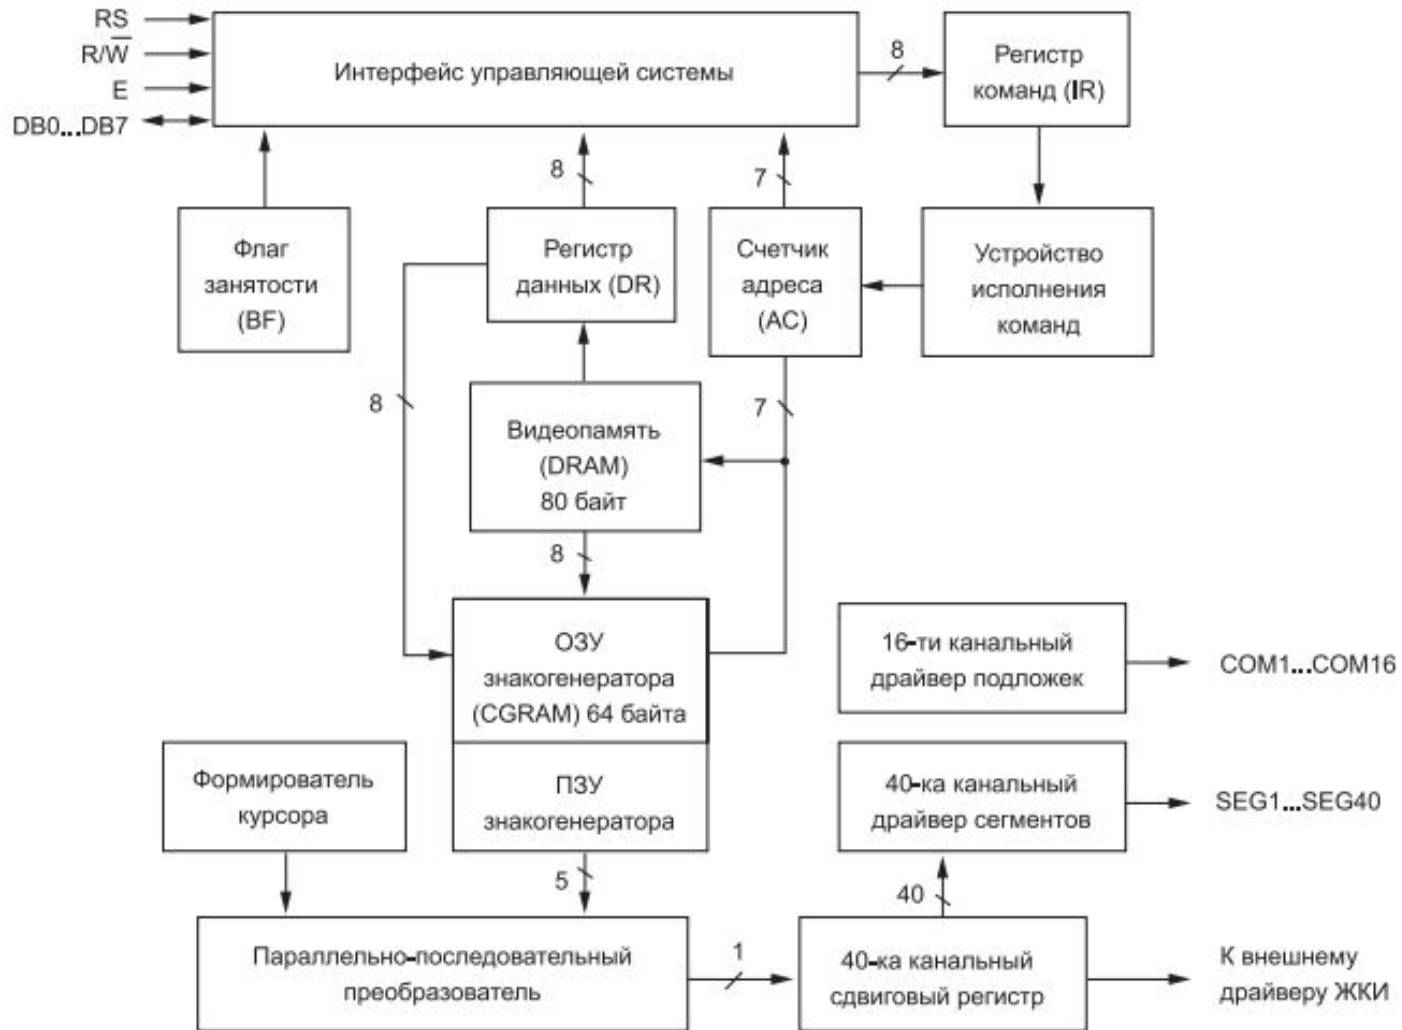 RS
R/W̅
E
DB0...DB7
Интерфейс управляющей системы
8
Регистр
команд (IR)
8
7
Флаг
занятости
(BF)
Регистр
данных (DR)
Счетчик
адреса
(AC)
Устройство
исполнения
команд
8
7
Видеопамять
(DRAM)
80 байт
8
ОЗУ
знакогенератора
(CGRAM) 64 байта
16-ти канальный
драйвер подложек
COM1...COM16
Формирователь
курсора
ПЗУ
знакогенератора
40-ка канальный
драйвер сегментов
SEG1...SEG40
5
40
Параллельно-последовательный
преобразователь
1
40-ка канальный
сдвиговый регистр
К внешнему
драйверу ЖКИ